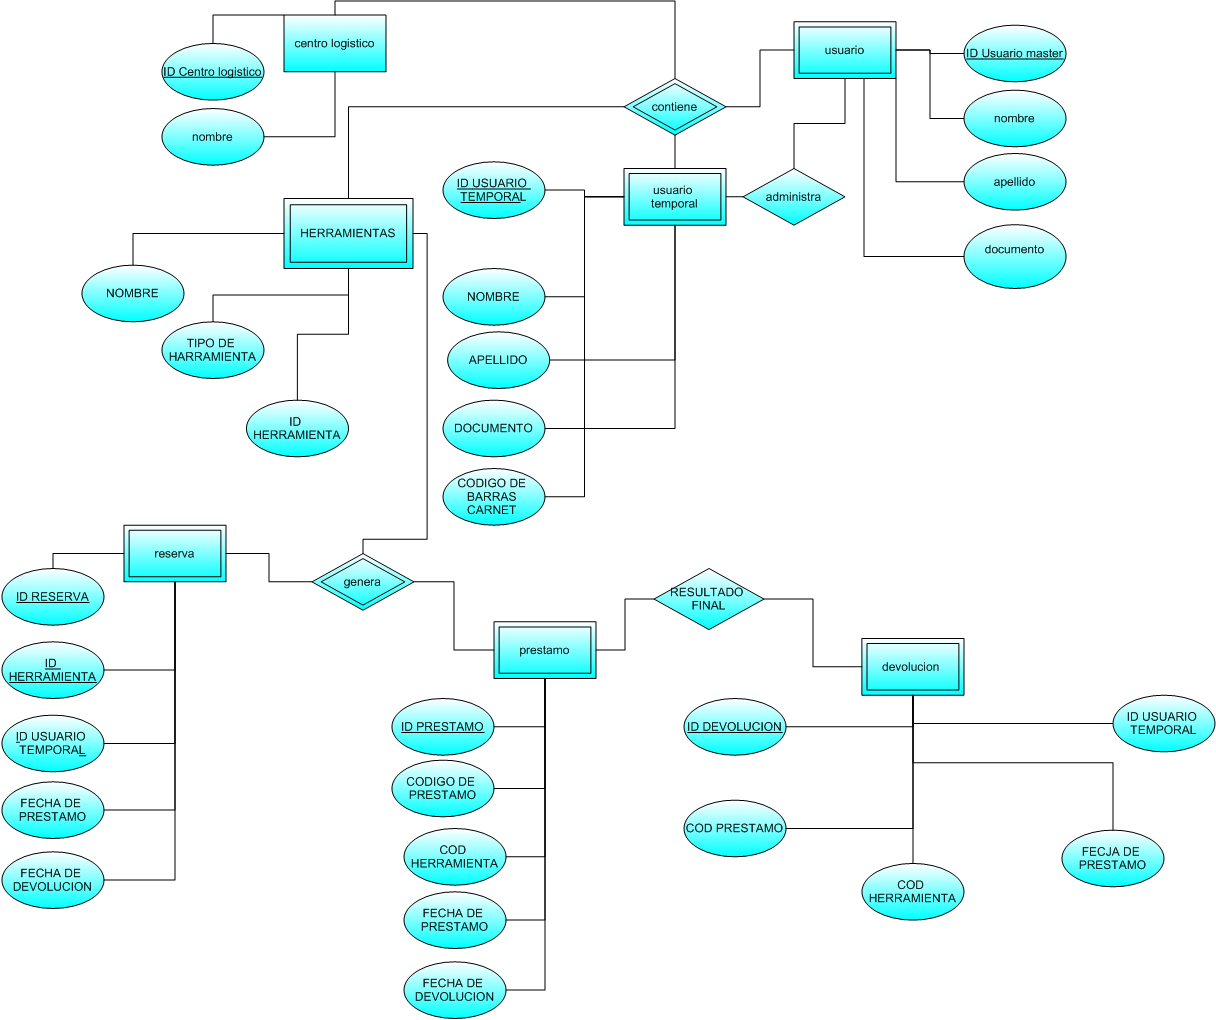 centro logistico
ID Centro logistico
nombre
contiene
usuario
ID Usuario master
nombre
apellido
documento
administra
usuario
temporal
ID USUARIO
TEMPORAL
NOMBRE
APELLIDO
DOCUMENTO
CODIGO DE
BARRAS
CARNET
HERRAMIENTAS
NOMBRE
TIPO DE
HARRAMIENTA
ID
HERRAMIENTA
reserva
ID RESERVA
ID
HERRAMIENTA
ID USUARIO
TEMPORAL
FECHA DE
PRESTAMO
FECHA DE
DEVOLUCION
genera
prestamo
ID PRESTAMO
CODIGO DE
PRESTAMO
COD
HERRAMIENTA
FECHA DE
PRESTAMO
FECHA DE
DEVOLUCION
RESULTADO
FINAL
devolucion
ID DEVOLUCION
COD PRESTAMO
COD
HERRAMIENTA
ID USUARIO
TEMPORAL
FECJA DE
PRESTAMO